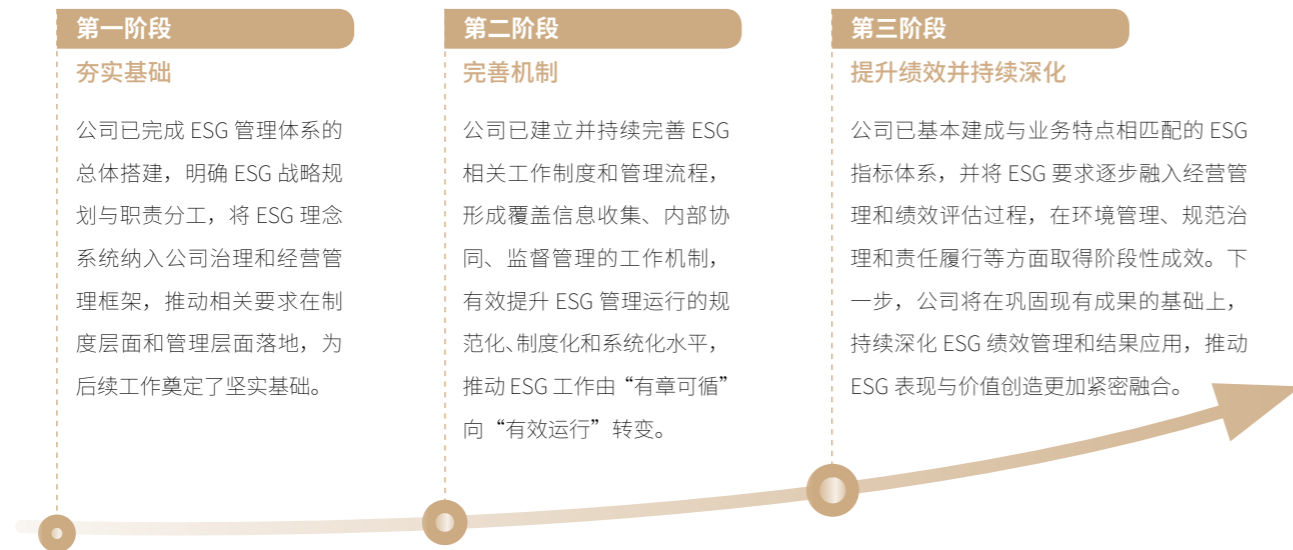 第一阶段
夯实基础
公司已完成 ESG 管理体系的
总体搭建，明确 ESG 战略规
划与职责分工，将 ESG 理念
系统纳入公司治理和经营管
理框架，推动相关要求在制
度层面和管理层面落地，为
后续工作奠定了坚实基础。
第二阶段
完善机制
公司已建立并持续完善 ESG
相关工作制度和管理流程，
形成覆盖信息收集、内部协
同、监督管理的工作机制，
有效提升 ESG 管理运行的规
范化、制度化和系统化水平，
推动 ESG 工作由“有章可循”
向“有效运行”转变。
第三阶段
提升绩效并持续深化
公司已基本建成与业务特点相匹配的 ESG
指标体系，并将 ESG 要求逐步融入经营管
理和绩效评估过程，在环境管理、规范治
理和责任履行等方面取得阶段性成效。下
一步，公司将在巩固现有成果的基础上，
持续深化 ESG 绩效管理和结果应用，推动
ESG 表现与价值创造更加紧密融合。